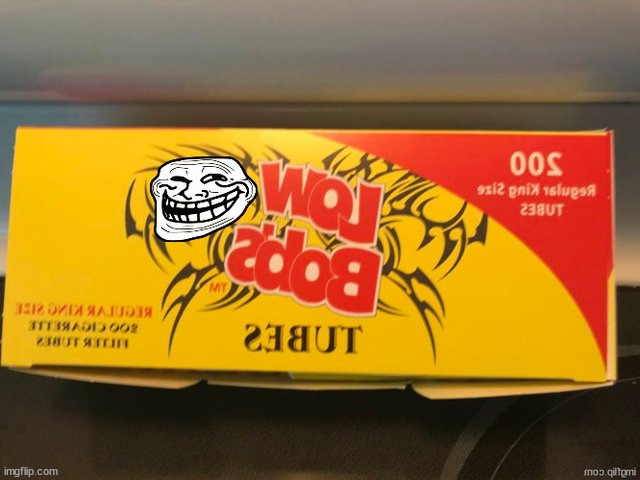 200
Regular King Size
TUBES
LOW
BOB'S
TM
TUBES
REGULAR KING SIZE
200 CIGARETTE
FILTER TUBES
imgflip.com
imgflip.com